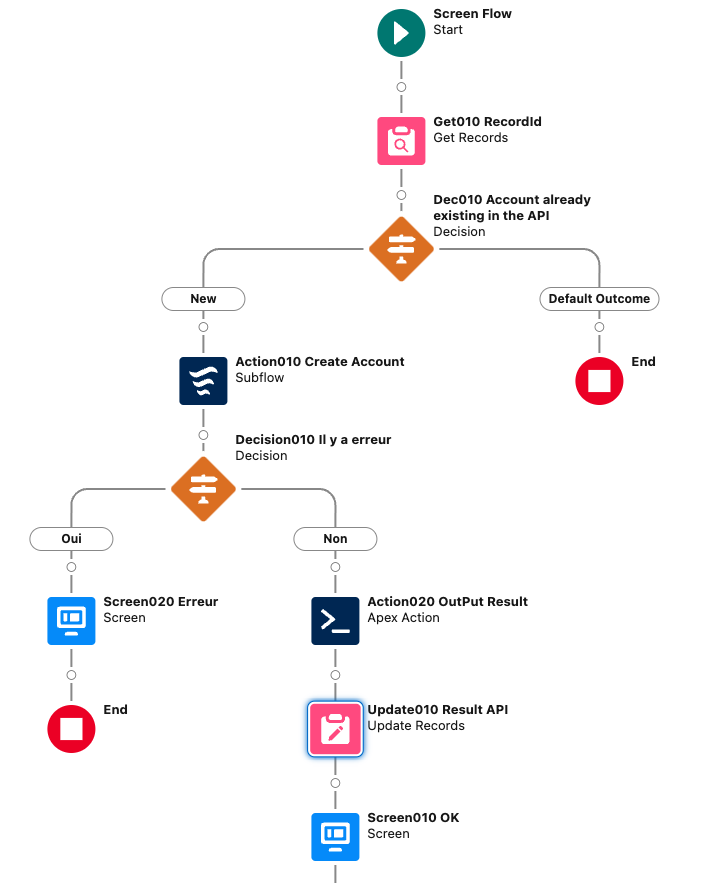 Screen Flow
Start
Get010 RecordId
Get Records
Dec010 Account already
existing in the API
Decision
New
Default Outcome
Action010 Create Account
Subflow
End
Decision010 Il y a erreur
Decision
Oui
Non
Screen020 Erreur
Screen
Action020 OutPut Result
Apex Action
End
Update010 Result API
Update Records
Screen010 OK
Screen